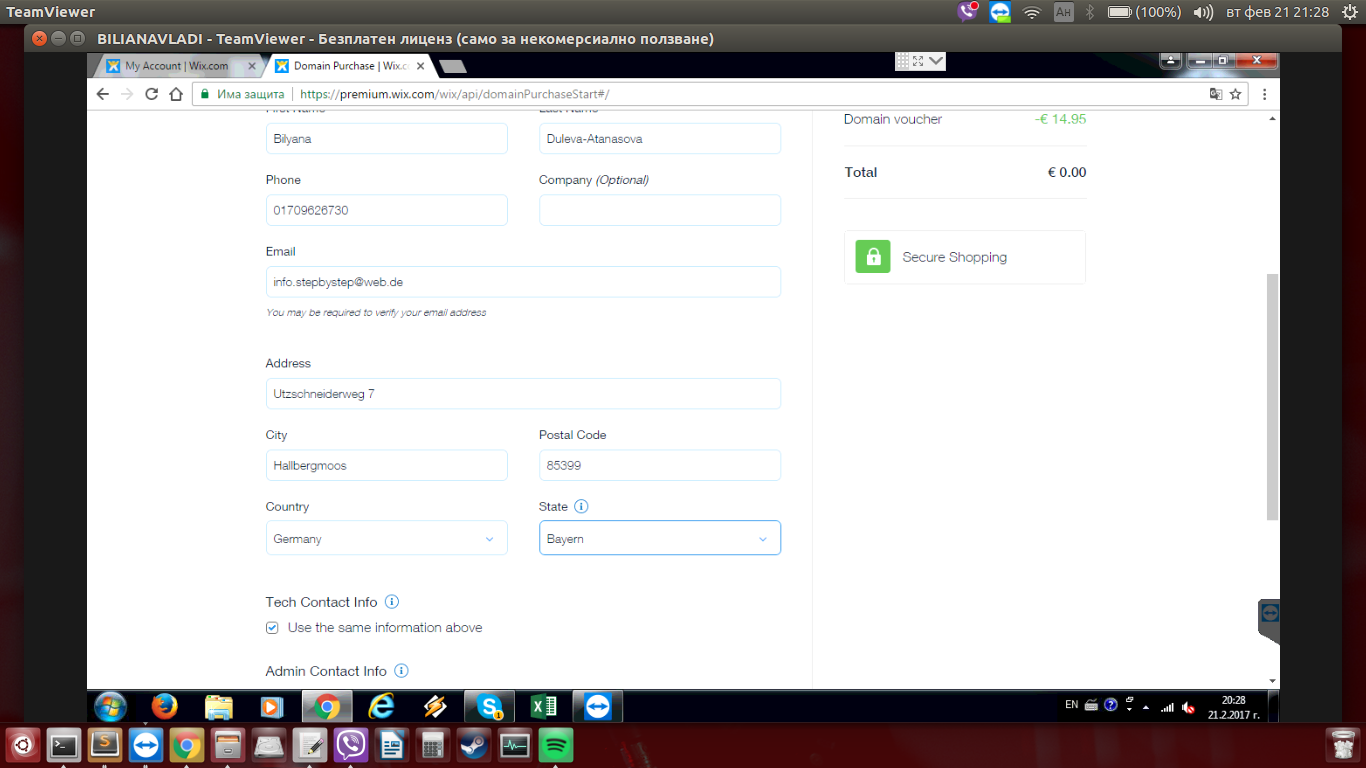 TeamViewer
Ан
(100%)
вт фев 21 21:28
BILIANAVLADI - TeamViewer - Безплатен лиценз (само за некомерсиално ползване)
My Account | Wix.com
Domain Purchase | Wix.c
Има защита
https://premium.wix.com/wix/api/domainPurchaseStart#/
First Name
Last Name
Bilyana
Duleva-Atanasova
Phone
Company (Optional)
01709626730
Email
info.stepbystep@web.de
You may be required to verify your email address
Address
Utzschneiderweg 7
City
Postal Code
Hallbergmoos
85399
Country
State
Germany
Bayern
Tech Contact Info
Use the same information above
Admin Contact Info
Domain voucher
-€ 14.95
Total
€ 0.00
Secure Shopping
EN
20:28
21.2.2017 г.